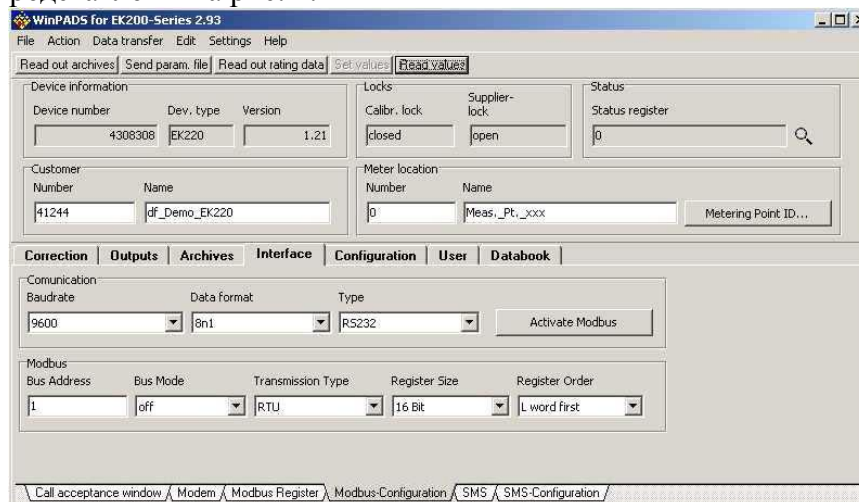 WinPADS for EK200-Series 2.93
File Action Data transfer Edit Settings Help
Read out archives Send param. file Read out rating data Set values Read values
Device information Locks Status
Device number Dev. type Version Calibr. lock Supplier-lock Status register
4308308 EK220 1.21 closed open 0
Customer Meter location
Number Name Number Name
41244 df_Demo_EK220 0 Meas._Pt._xxx Metering Point ID...
Correction Outputs Archives Interface Configuration User Databook
Comunication
Baudrate Data format Type
9600 8n1 RS232 Activate Modbus
Modbus
Bus Address Bus Mode Transmission Type Register Size Register Order
1 off RTU 16 Bit L word first
Call acceptance window Modem Modbus Register Modbus-Configuration SMS SMS-Configuration